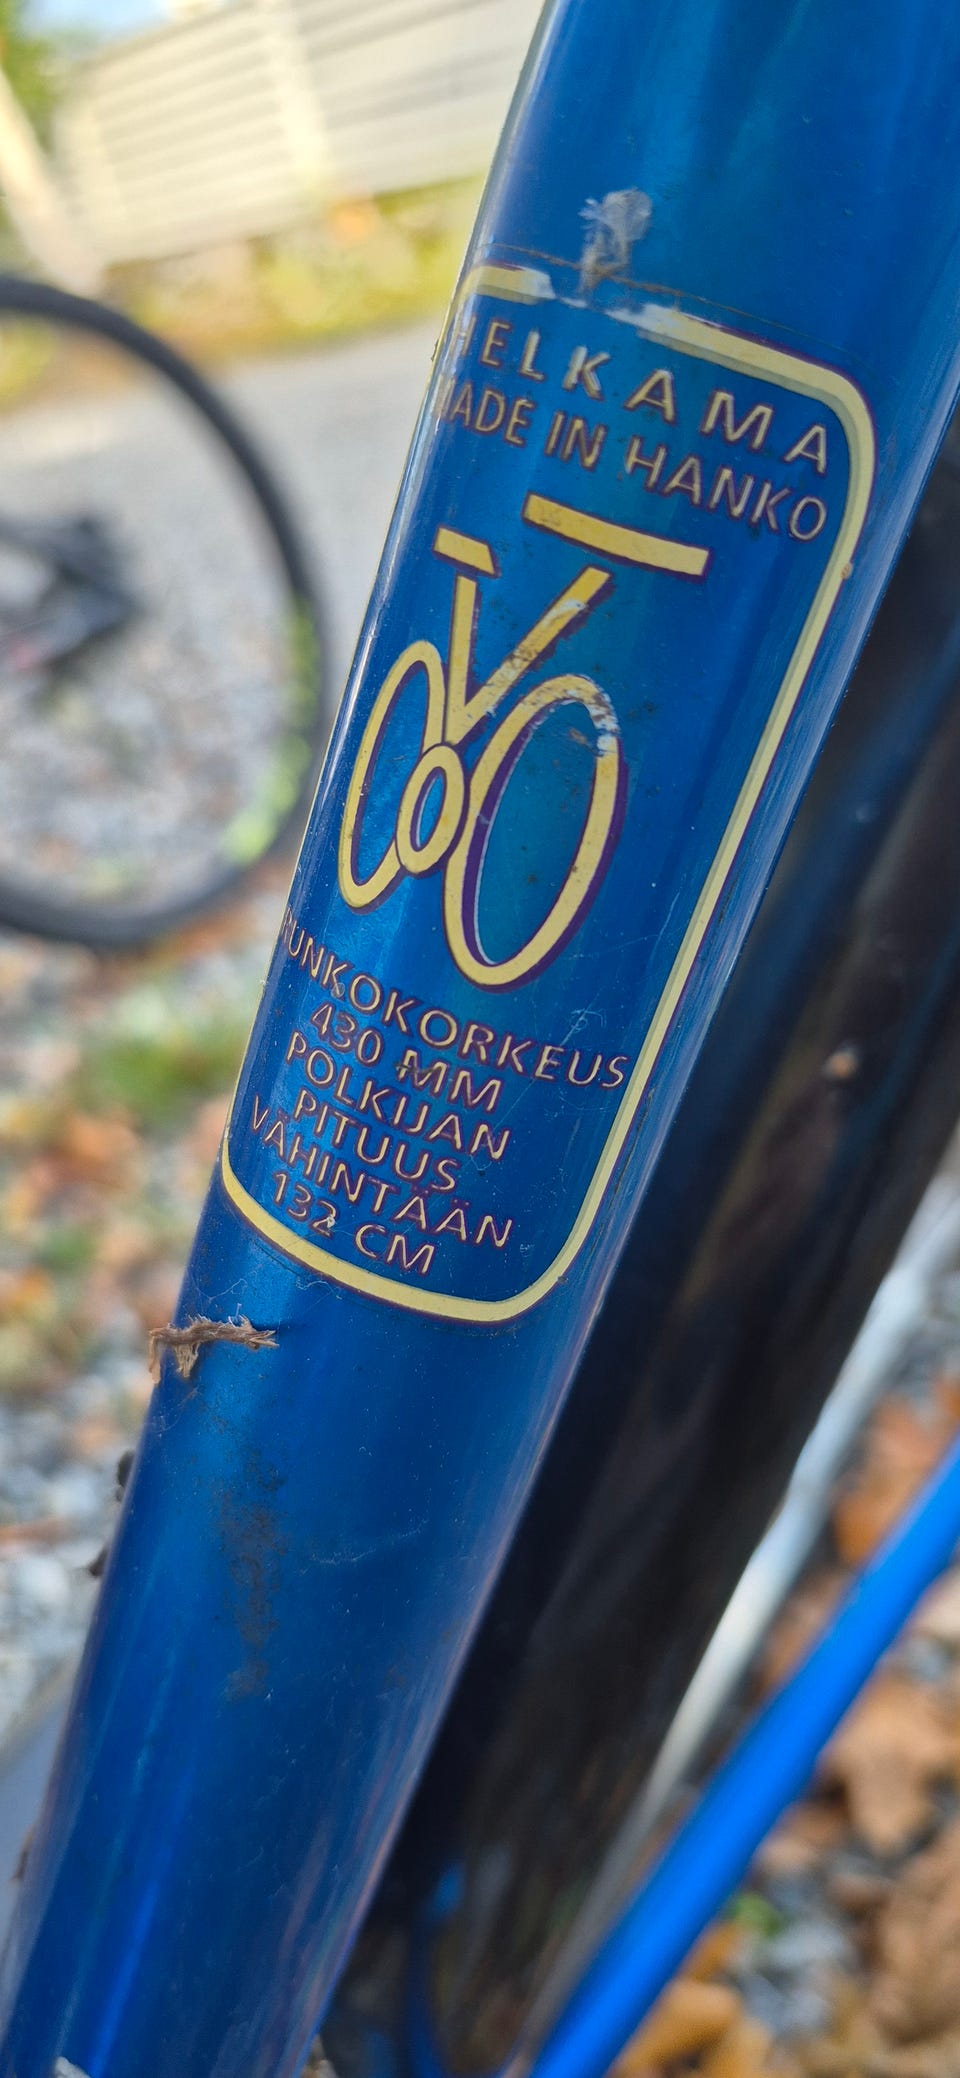 HELKAMA
MADE IN HANKO
RUNKOKORKEUS
430 MM
POLKIJAN
PITUUS
VÄHINTÄÄN
132 CM